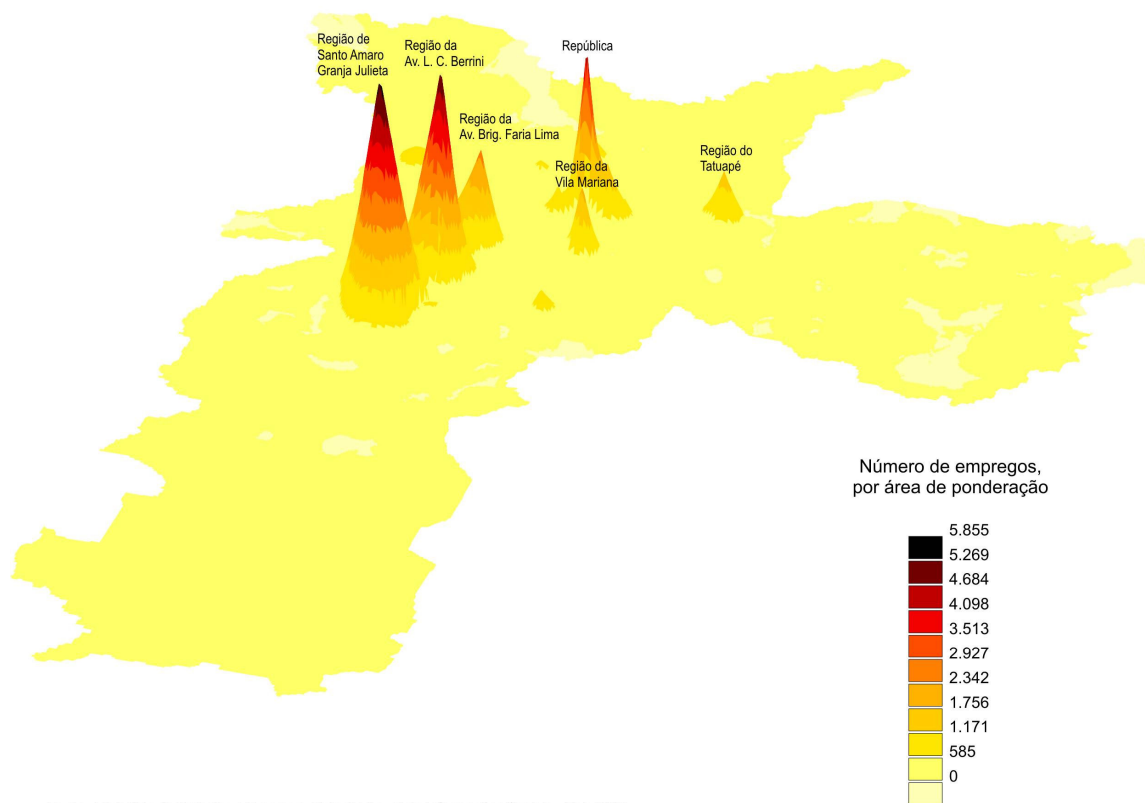 Região de
Santo Amaro
Granja Julieta
Região da
Av. L. C. Berrini
República
Região da
Av. Brig. Faria Lima
Região da
Vila Mariana
Região do
Tatuapé
Número de empregos,
por área de ponderação
5.855
5.269
4.684
4.098
3.513
2.927
2.342
1.756
1.171
585
0